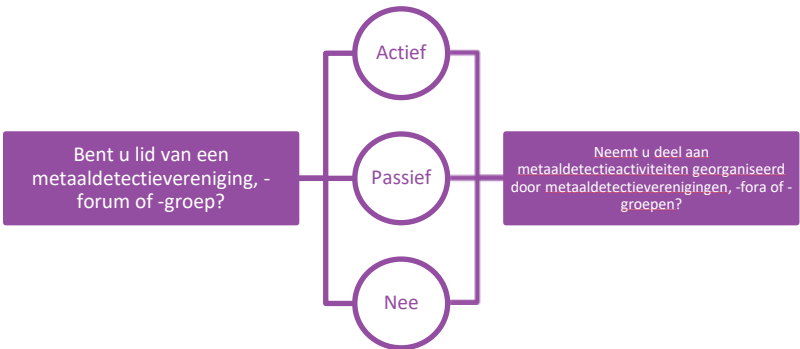 Bent u lid van een
metaaldetectievereniging, -
forum of -groep?
Actief
Passief
Nee
Neemt u deel aan
metaaldetectieactiviteiten georganiseerd
door metaaldetectieverenigingen, -fora of -
groepen?